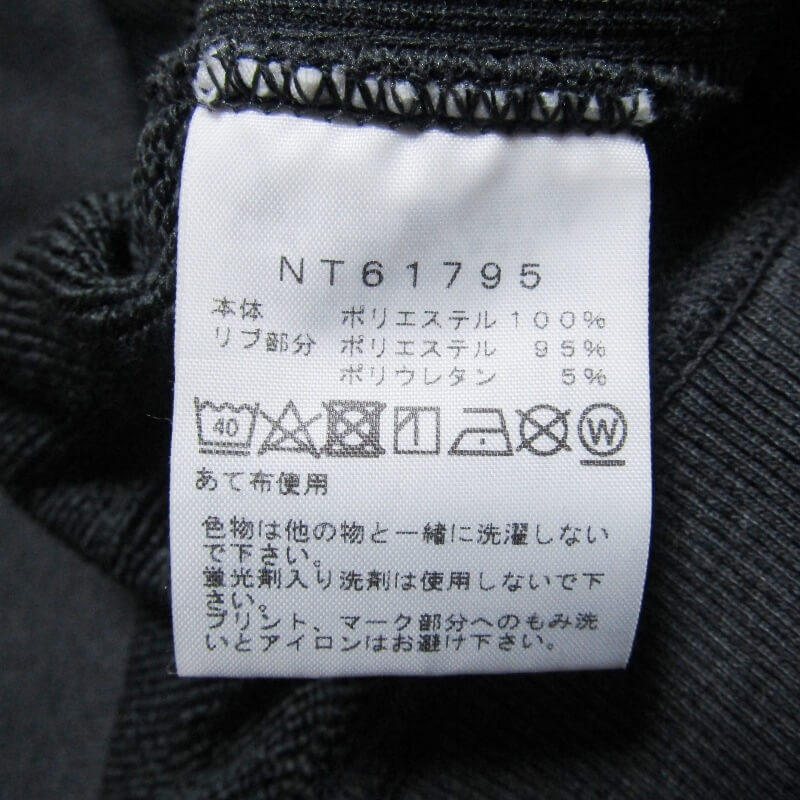 NT61795
本体 ポリエステル 100%
リブ部分 ポリエステル 95%
ポリウレタン 5%
40 W
あて布使用
色物は他の物と一緒に洗濯しない
で下さい。
蛍光剤入り洗剤は使用しないで下
さい。
プリント、マーク部分へのもみ洗
いとアイロンはお避け下さい。